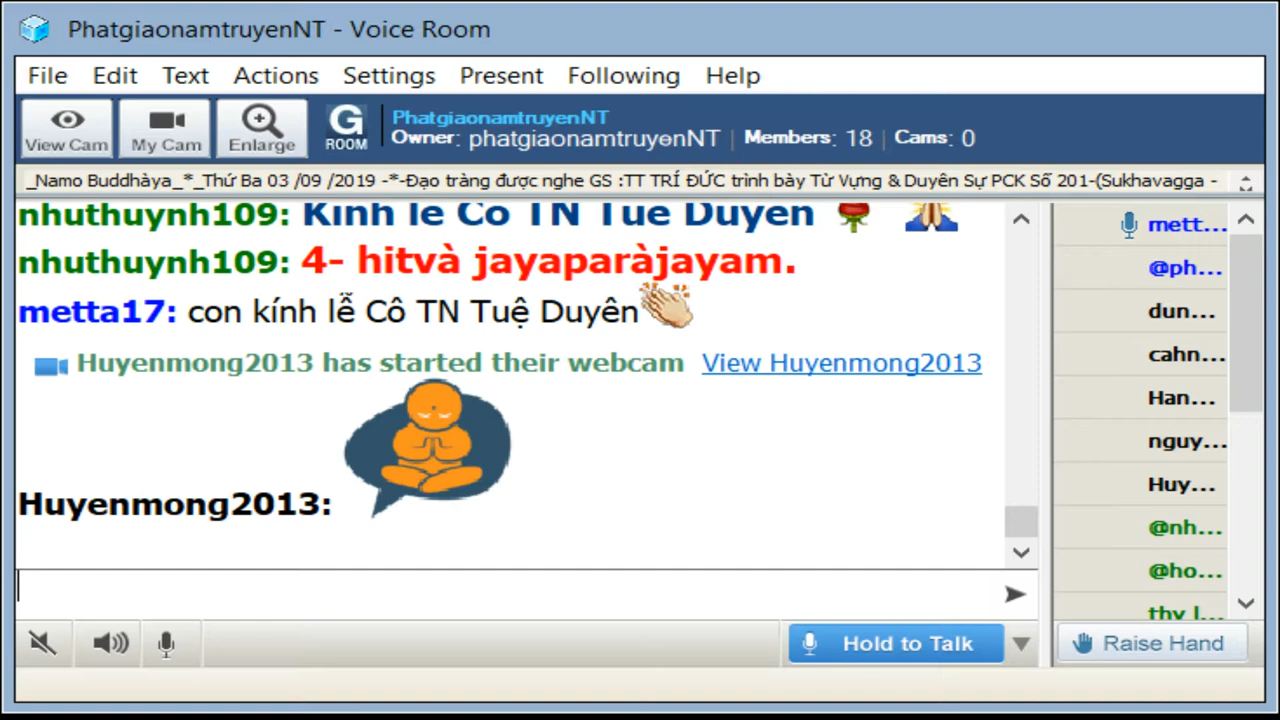 PhatgiaonamtruyenNT - Voice Room
File Edit Text Actions Settings Present Following Help
View Cam My Cam Enlarge G ROOM
PhatgiaonamtruyenNT
Owner: phatgiaonamtruyenNT | Members: 18 | Cams: 0
_Namo Buddhàya_*_Thứ Ba 03 /09 /2019 -*-Đạo tràng được nghe GS :TT TRÍ ĐỨC trình bày Từ Vựng & Duyên Sự PCK Số 201-(Sukhavagga -
nhuthuynh109: Kính lễ Cô TN Tuệ Duyên
nhuthuynh109: 4- hitvà jayaparàjayam.
metta17: con kính lễ Cô TN Tuệ Duyên
Huyenmong2013 has started their webcam View Huyenmong2013
Huyenmong2013:
mett...
@ph...
dun...
cahn...
Han...
nguy...
Huy...
@nh...
@ho...
thy l...
Hold to Talk
Raise Hand